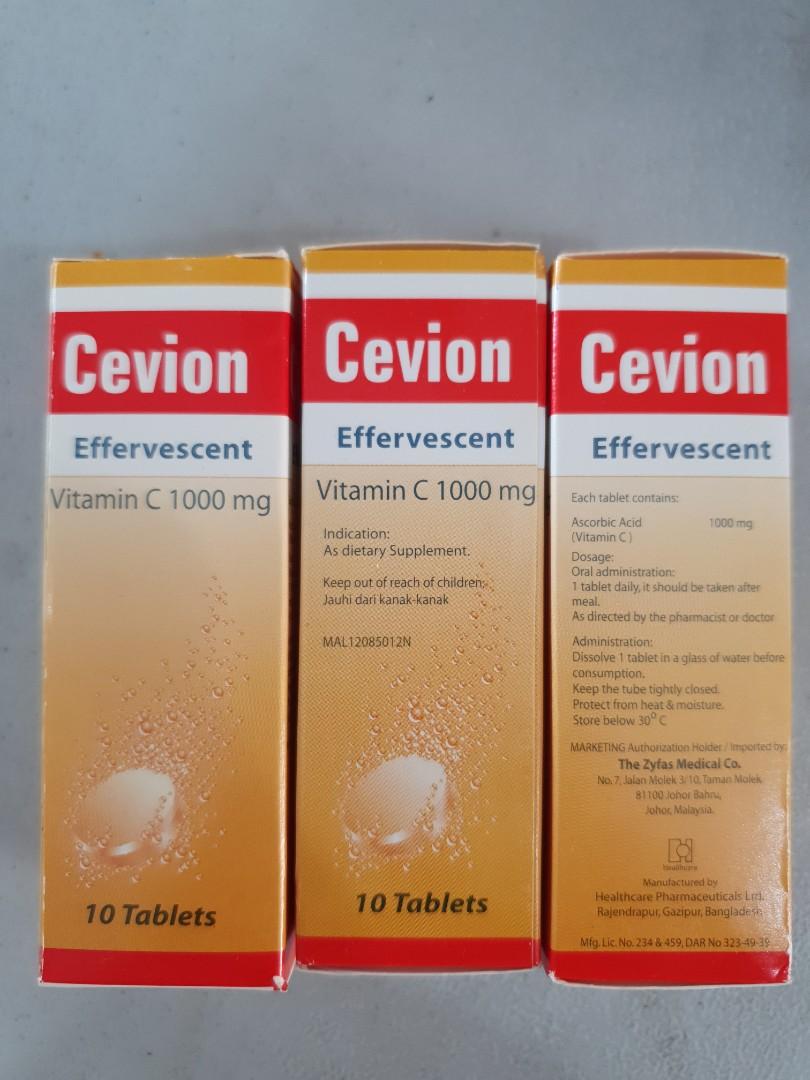 Cevion
Effervescent
Vitamin C 1000 mg
10 Tablets
Cevion
Effervescent
Vitamin C 1000 mg
Indication:
As dietary Supplement.
Keep out of reach of children;
Jauhi dari kanak-kanak
MAL12085012N
10 Tablets
Cevion
Effervescent
Each tablet contains:
Ascorbic Acid 1000 mg
(Vitamin C )
Dosage:
Oral administration:
1 tablet daily, it should be taken after
meal.
As directed by the pharmacist or doctor
Administration:
Dissolve 1 tablet in a glass of water before
consumption.
Keep the tube tightly closed.
Protect from heat & moisture.
Store below 30° C
MARKETING Authorization Holder / Imported by:
The Zyfas Medical Co.
No. 7, Jalan Molek 3/10, Taman Molek,
81100 Johor Bahru,
Johor, Malaysia.
Healthcare
Manufactured by
Healthcare Pharmaceuticals Ltd.
Rajendrapur, Gazipur, Bangladesh
Mfg. Lic. No. 234 & 459, DAR No 323-49-39